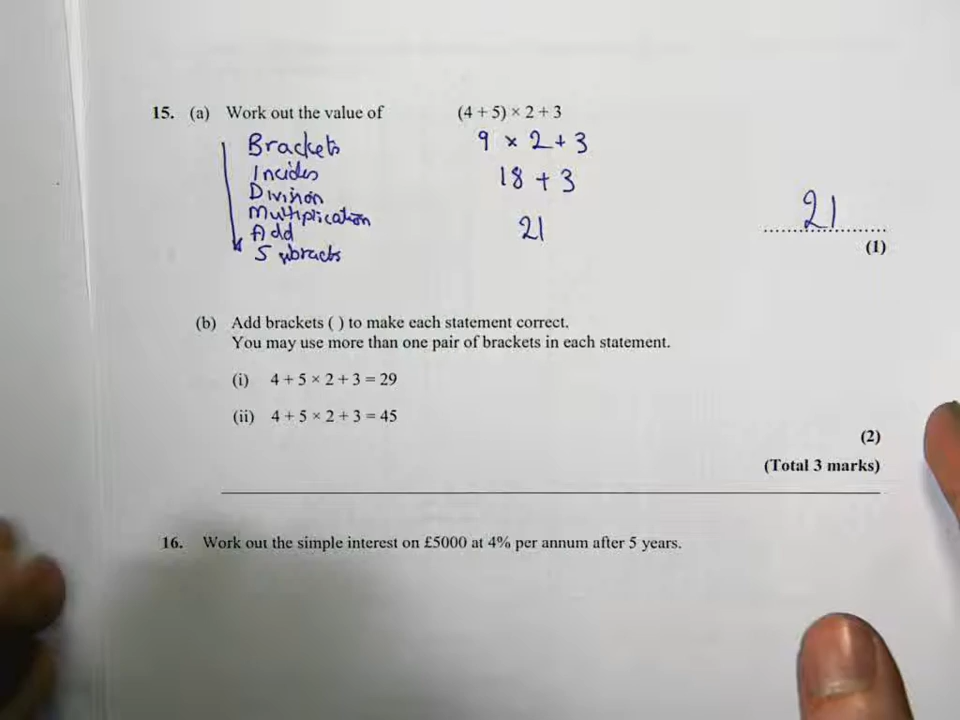 15. (a) Work out the value of (4 + 5) × 2 + 3
Brackets 9 × 2 + 3
Incides 18 + 3
Division
Multiplication 21 21
Add
Subracts
(1)
(b) Add brackets ( ) to make each statement correct.
You may use more than one pair of brackets in each statement.
(i) 4 + 5 × 2 + 3 = 29
(ii) 4 + 5 × 2 + 3 = 45
(2)
(Total 3 marks)
16. Work out the simple interest on £5000 at 4% per annum after 5 years.